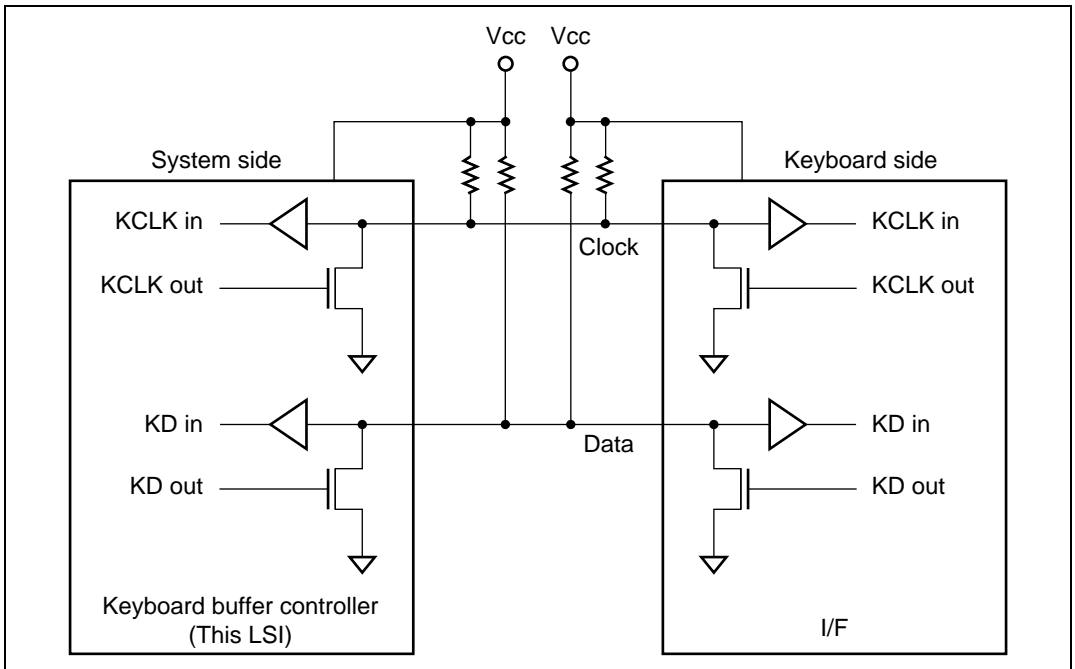 Vcc Vcc
System side
Keyboard side
KCLK in
KCLK in
Clock
KCLK out
KCLK out
KD in
KD in
Data
KD out
KD out
Keyboard buffer controller
(This LSI)
I/F